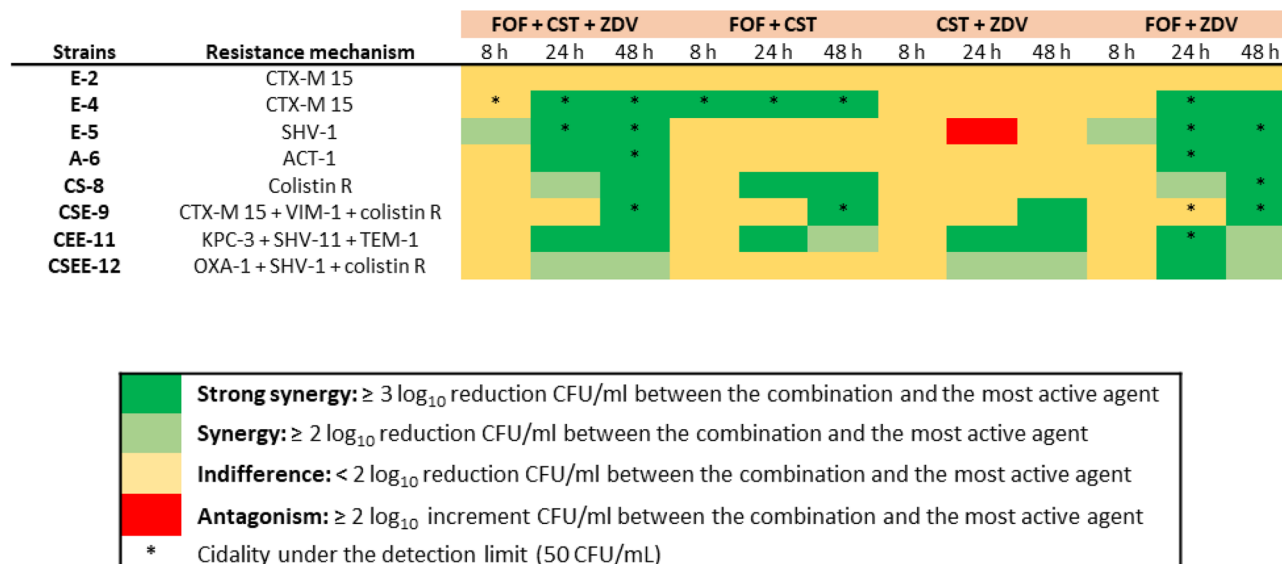 FOF + CST + ZDV FOF + CST CST + ZDV FOF + ZDV
Strains Resistance mechanism 8 h 24 h 48 h 8 h 24 h 48 h 8 h 24 h 48 h 8 h 24 h 48 h
E-2 CTX-M 15
E-4 CTX-M 15 * * * * * * *
E-5 SHV-1 * * * *
A-6 ACT-1 * *
CS-8 Colistin R *
CSE-9 CTX-M 15 + VIM-1 + colistin R * * * *
CEE-11 KPC-3 + SHV-11 + TEM-1 *
CSEE-12 OXA-1 + SHV-1 + colistin R
Strong synergy: ≥ 3 log10 reduction CFU/ml between the combination and the most active agent
Synergy: ≥ 2 log10 reduction CFU/ml between the combination and the most active agent
Indifference: < 2 log10 reduction CFU/ml between the combination and the most active agent
Antagonism: ≥ 2 log10 increment CFU/ml between the combination and the most active agent
* Cidality under the detection limit (50 CFU/mL)